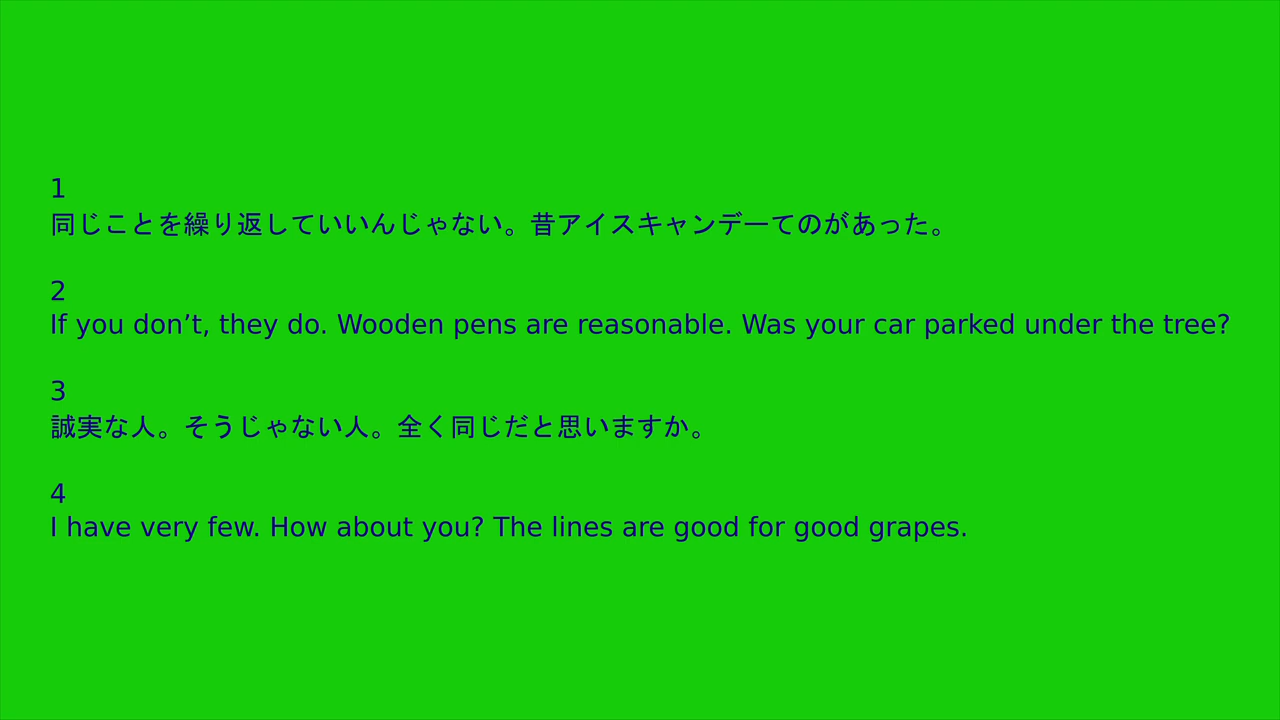 1
同じことを繰り返していいんじゃない。昔アイスキャンデーてのがあった。
2
If you don’t, they do. Wooden pens are reasonable. Was your car parked under the tree?
3
誠実な人。そうじゃない人。全く同じだと思いますか。
4
I have very few. How about you? The lines are good for good grapes.